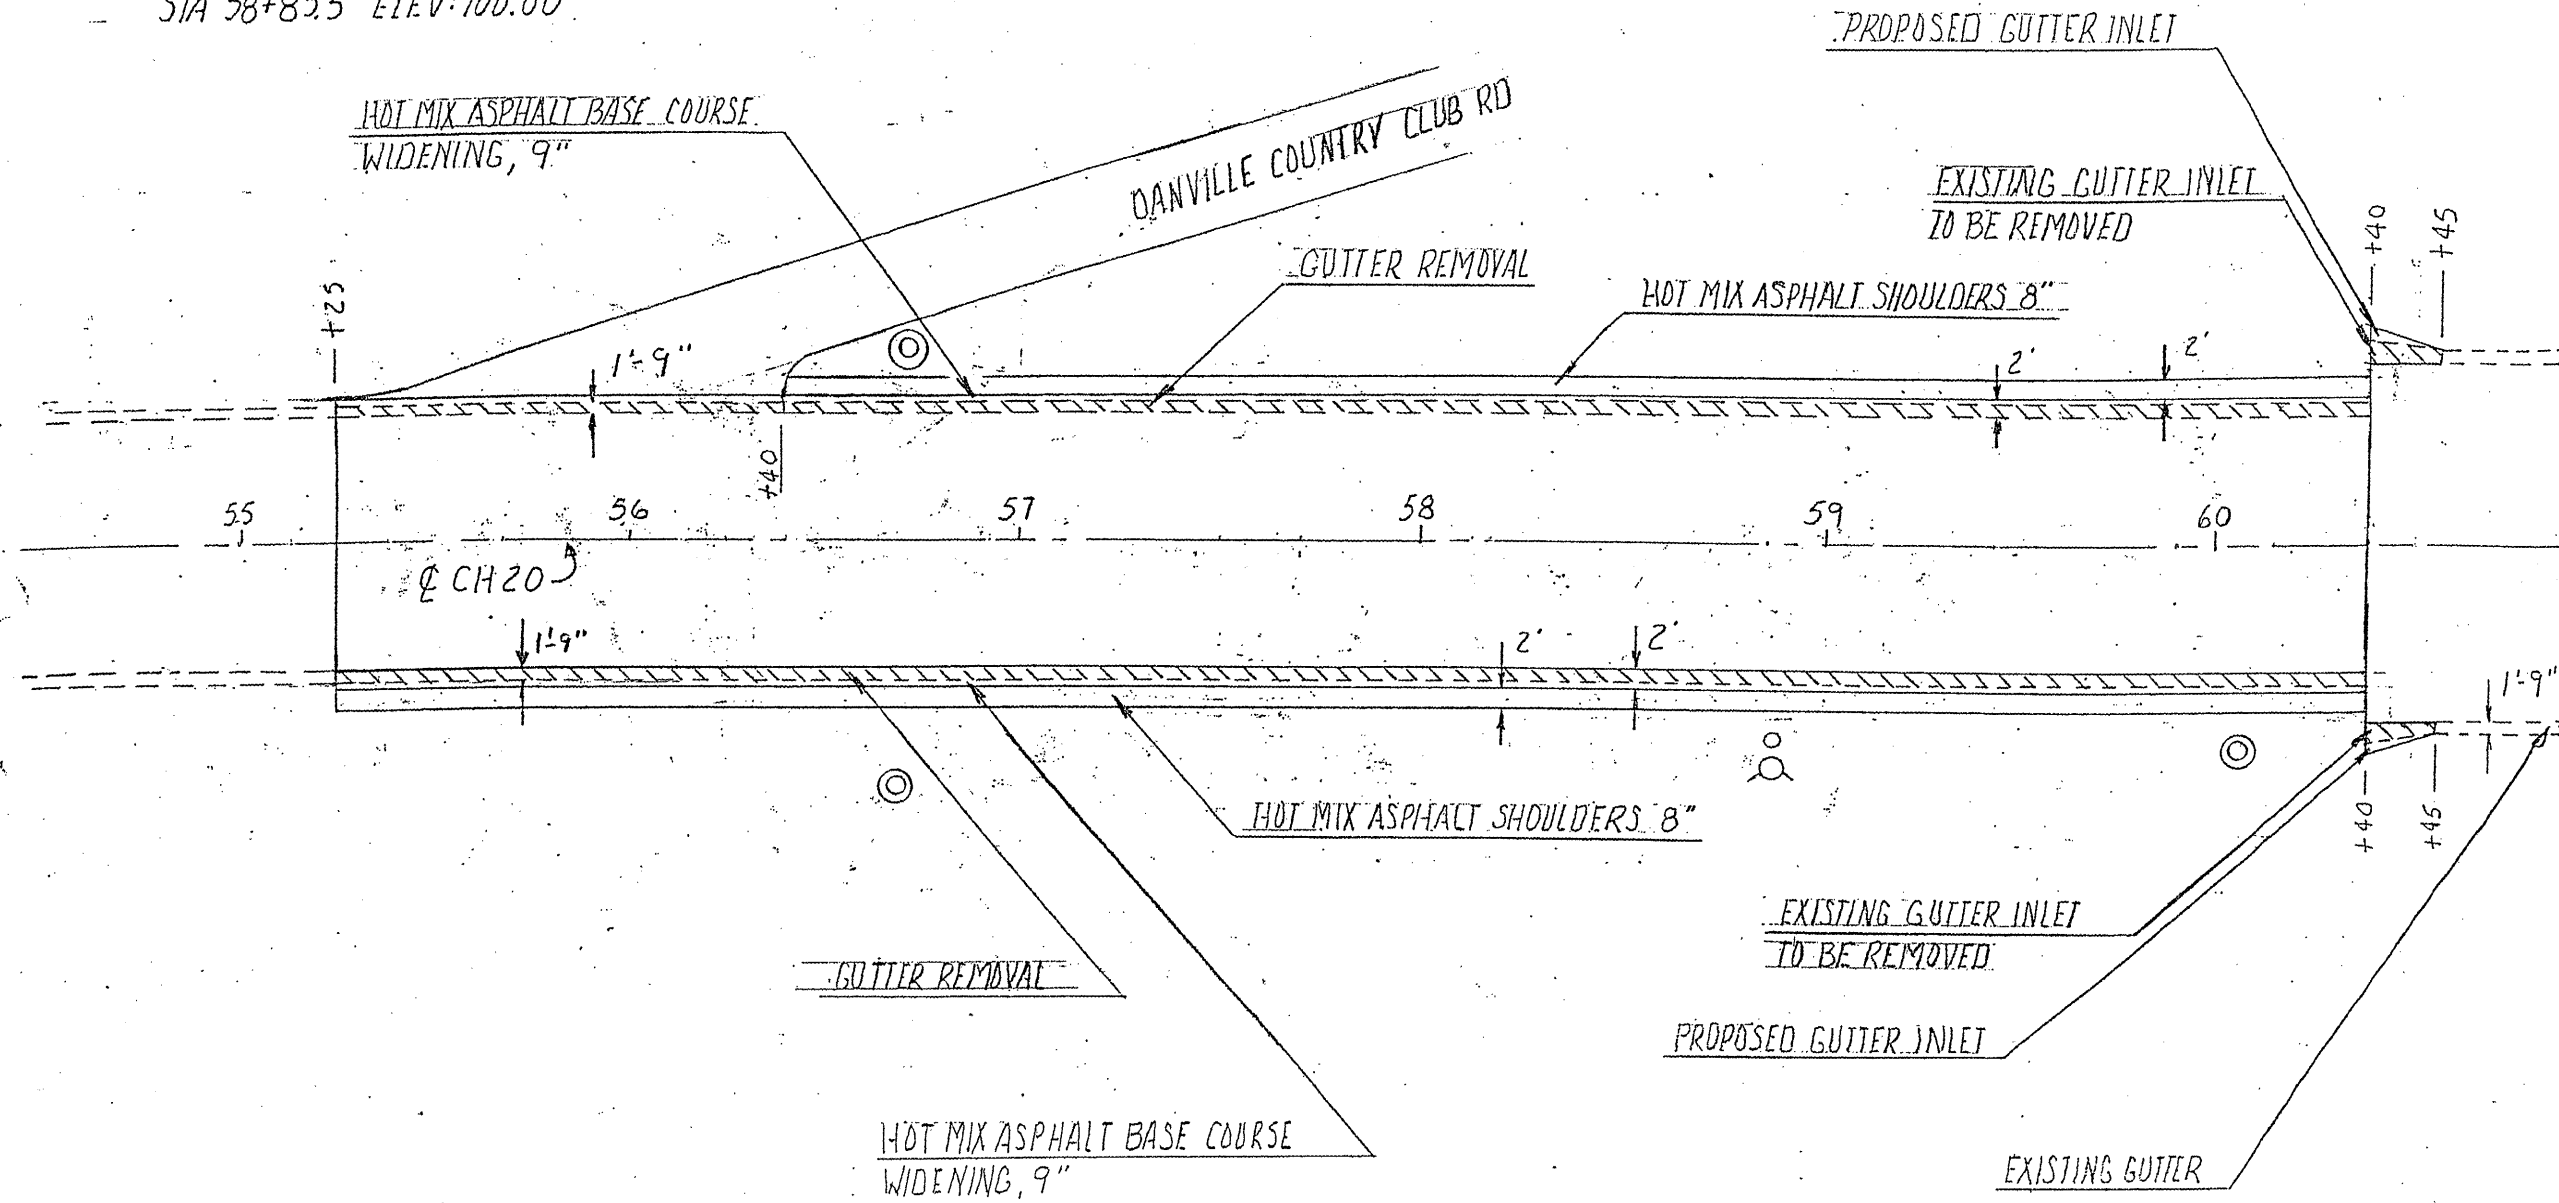 STA 58+85.5 ELEV: 100.00
PROPOSED GUTTER INLET
HOT MIX ASPHALT BASE COURSE
WIDENING, 9"
DANVILLE COUNTRY CLUB RD
EXISTING GUTTER INLET
TO BE REMOVED
+40
+45
GUTTER REMOVAL
HOT MIX ASPHALT SHOULDERS 8"
+25
1'-9"
2'
2'
+40
55
56
57
58
59
60
℄ CH 20
1'-9"
2'
2'
1'-9"
HOT MIX ASPHALT SHOULDERS 8"
+40
+45
EXISTING GUTTER INLET
TO BE REMOVED
GUTTER REMOVAL
PROPOSED GUTTER INLET
HOT MIX ASPHALT BASE COURSE
WIDENING, 9"
EXISTING GUTTER